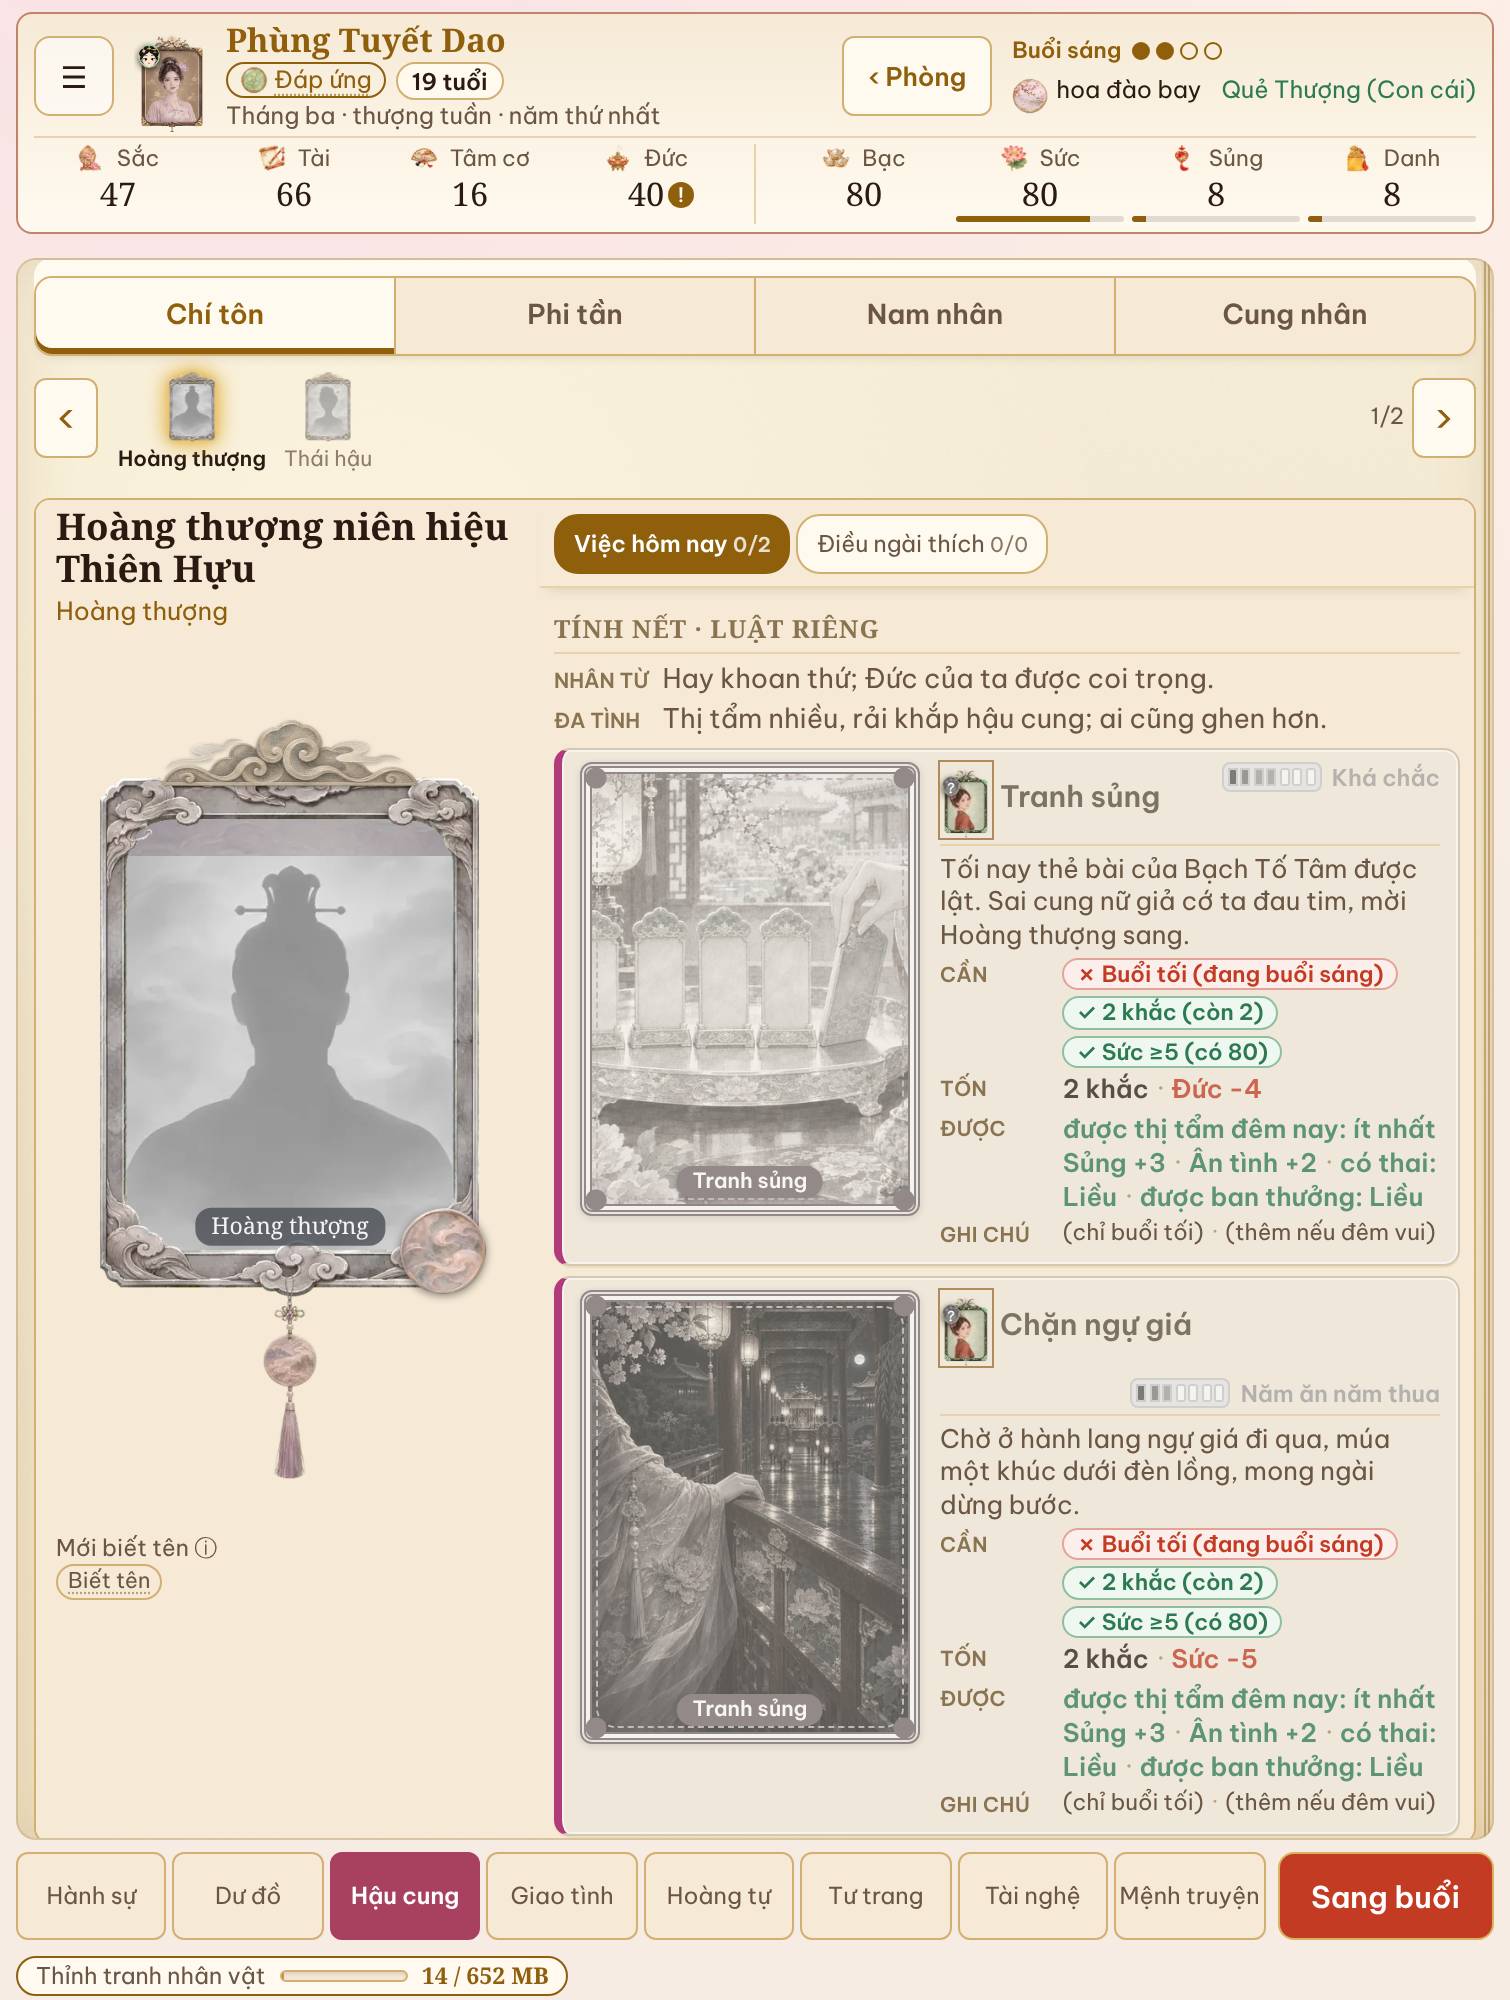 Phùng Tuyết Dao
Đáp ứng
19 tuổi
Tháng ba · thượng tuần · năm thứ nhất
☰
‹ Phòng
Buổi sáng
hoa đào bay
Quẻ Thượng (Con cái)
Sắc
47
Tài
66
Tâm cơ
16
Đức
40 !
Bạc
80
Sức
80
Sủng
8
Danh
8
Chí tôn
Phi tần
Nam nhân
Cung nhân
‹
Hoàng thượng
Thái hậu
1/2
›
Hoàng thượng niên hiệu
Thiên Hựu
Hoàng thượng
Hoàng thượng
Mới biết tên ⓘ
Biết tên
Việc hôm nay 0/2
Điều ngài thích 0/0
TÍNH NẾT · LUẬT RIÊNG
NHÂN TỪ Hay khoan thứ; Đức của ta được coi trọng.
ĐA TÌNH Thị tẩm nhiều, rải khắp hậu cung; ai cũng ghen hơn.
Tranh sủng
?
Tranh sủng
Khá chắc
Tối nay thẻ bài của Bạch Tố Tâm được
lật. Sai cung nữ giả cớ ta đau tim, mời
Hoàng thượng sang.
CẦN
× Buổi tối (đang buổi sáng)
✓ 2 khắc (còn 2)
✓ Sức ≥5 (có 80)
TỐN
2 khắc · Đức -4
ĐƯỢC
được thị tẩm đêm nay: ít nhất
Sủng +3 · Ân tình +2 · có thai:
Liều · được ban thưởng: Liều
GHI CHÚ
(chỉ buổi tối) · (thêm nếu đêm vui)
Tranh sủng
?
Chặn ngự giá
Năm ăn năm thua
Chờ ở hành lang ngự giá đi qua, múa
một khúc dưới đèn lồng, mong ngài
dừng bước.
CẦN
× Buổi tối (đang buổi sáng)
✓ 2 khắc (còn 2)
✓ Sức ≥5 (có 80)
TỐN
2 khắc · Sức -5
ĐƯỢC
được thị tẩm đêm nay: ít nhất
Sủng +3 · Ân tình +2 · có thai:
Liều · được ban thưởng: Liều
GHI CHÚ
(chỉ buổi tối) · (thêm nếu đêm vui)
Hành sự
Dư đồ
Hậu cung
Giao tình
Hoàng tự
Tư trang
Tài nghệ
Mệnh truyện
Sang buổi
Thỉnh tranh nhân vật
14 / 652 MB